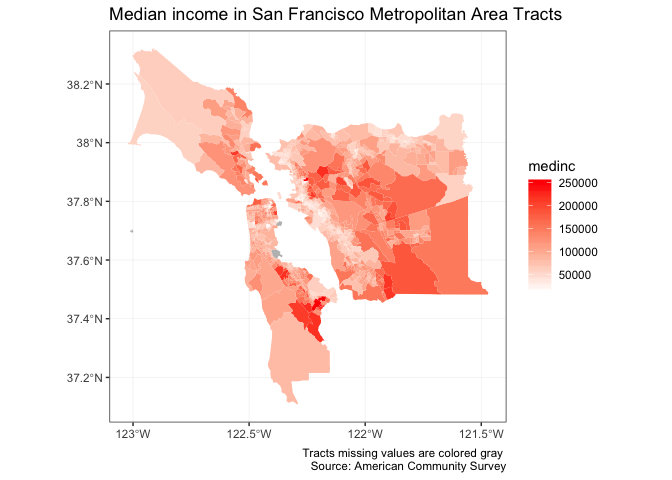 Median income in San Francisco Metropolitan Area Tracts
38.2°N
38°N
37.8°N
37.6°N
37.4°N
37.2°N
123°W
122.5°W
122°W
121.5°W
medinc
250000
200000
150000
100000
50000
Tracts missing values are colored gray
Source: American Community Survey